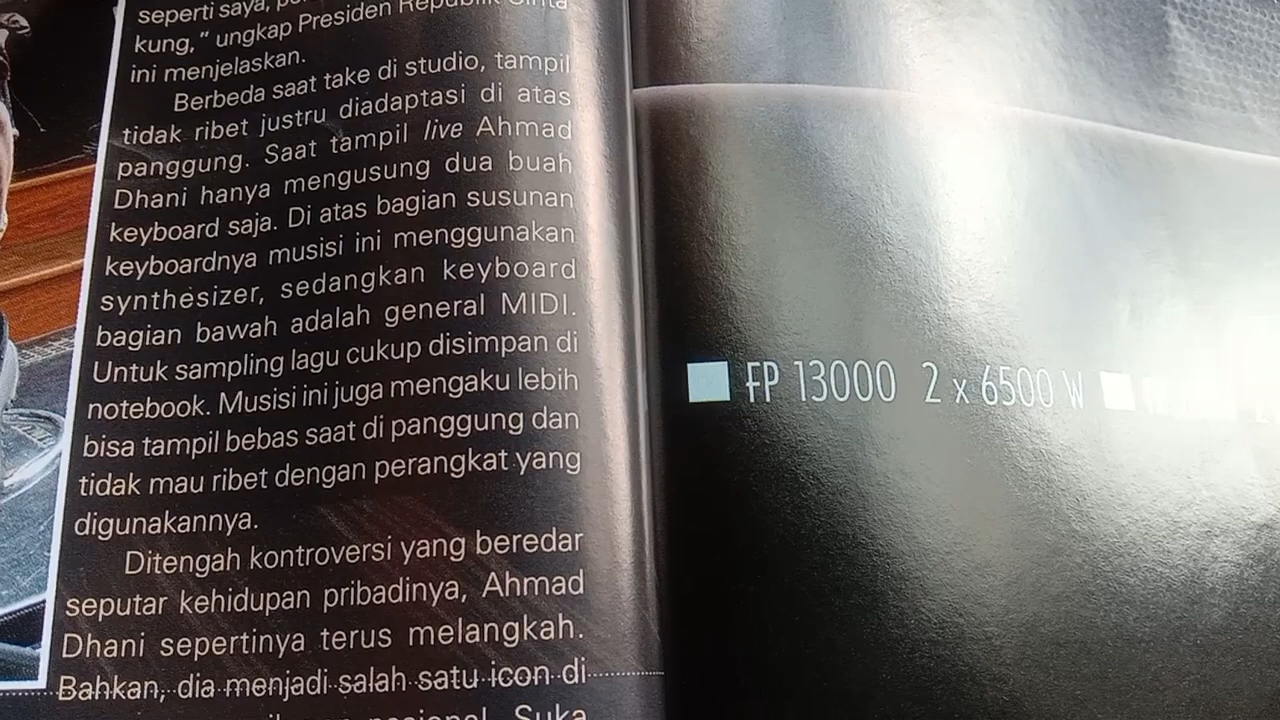 seperti saya,
kung," ungkap Presiden Republik Cinta
ini menjelaskan.
Berbeda saat take di studio, tampil
tidak ribet justru diadaptasi di atas
panggung. Saat tampil live Ahmad
Dhani hanya mengusung dua buah
keyboard saja. Di atas bagian susunan
keyboardnya musisi ini menggunakan
synthesizer, sedangkan keyboard
bagian bawah adalah general MIDI.
Untuk sampling lagu cukup disimpan di
notebook. Musisi ini juga mengaku lebih
bisa tampil bebas saat di panggung dan
tidak mau ribet dengan perangkat yang
digunakannya.
Ditengah kontroversi yang beredar
seputar kehidupan pribadinya, Ahmad
Dhani sepertinya terus melangkah.
Bahkan, dia menjadi salah satu icon di
nasional. Suka
FP 13000 2 x 6500 W